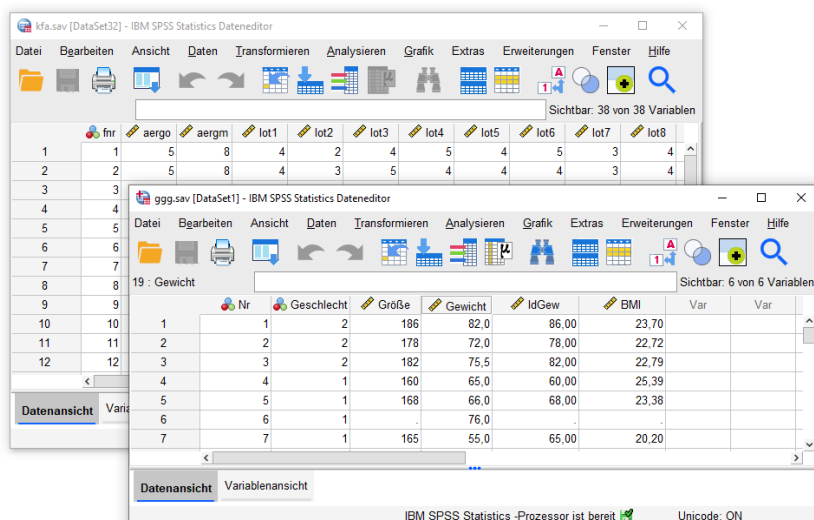 kfa.sav [DataSet32] - IBM SPSS Statistics Dateneditor
Datei Bearbeiten Ansicht Daten Transformieren Analysieren Grafik Extras Erweiterungen Fenster Hilfe
Sichtbar: 38 von 38 Variablen
fnr aergo aergm lot1 lot2 lot3 lot4 lot5 lot6 lot7 lot8
1 1 5 8 4 2 4 5 4 5 3 4
2 2 5 8 4 3 5 4 4 4 3 4
3 3
4 4
5 5
6 6
7 7
8 8
9 9
10 10
11 11
12 12
Datenansicht Varia
ggg.sav [DataSet1] - IBM SPSS Statistics Dateneditor
Datei Bearbeiten Ansicht Daten Transformieren Analysieren Grafik Extras Erweiterungen Fenster Hilfe
19 : Gewicht
Sichtbar: 6 von 6 Variablen
Nr Geschlecht Größe Gewicht IdGew BMI Var Var
1 1 2 186 82,0 86,00 23,70
2 2 2 178 72,0 78,00 22,72
3 3 2 182 75,5 82,00 22,79
4 4 1 160 65,0 60,00 25,39
5 5 1 168 66,0 68,00 23,38
6 6 1 . 76,0 . .
7 7 1 165 55,0 65,00 20,20
Datenansicht Variablenansicht
IBM SPSS Statistics -Prozessor ist bereit Unicode: ON